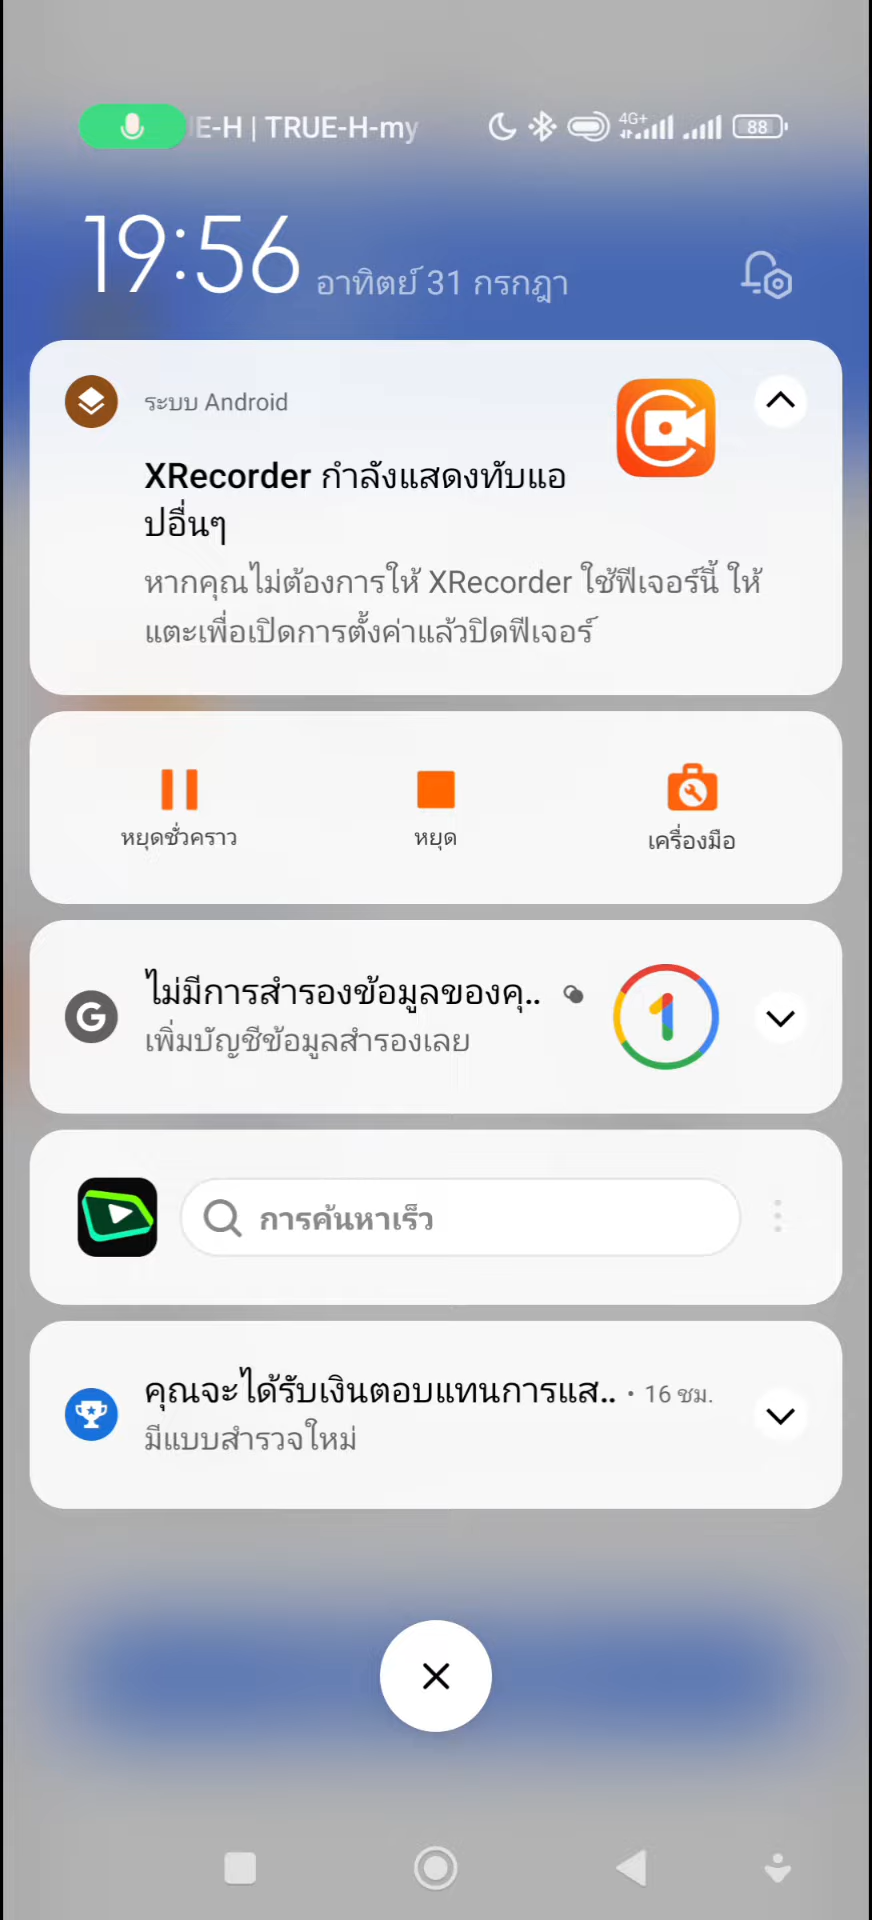 E-H | TRUE-H-my
4G+
88
19:56 อาทิตย์ 31 กรกฎา
ระบบ Android
XRecorder กำลังแสดงทับแอ
ปอื่นๆ
หากคุณไม่ต้องการให้ XRecorder ใช้ฟีเจอร์นี้ ให้
แตะเพื่อเปิดการตั้งค่าแล้วปิดฟีเจอร์
หยุดชั่วคราว
หยุด
เครื่องมือ
ไม่มีการสำรองข้อมูลของคุ..
เพิ่มบัญชีข้อมูลสำรองเลย
การค้นหาเร็ว
คุณจะได้รับเงินตอบแทนการแส.. • 16 ชม.
มีแบบสำรวจใหม่